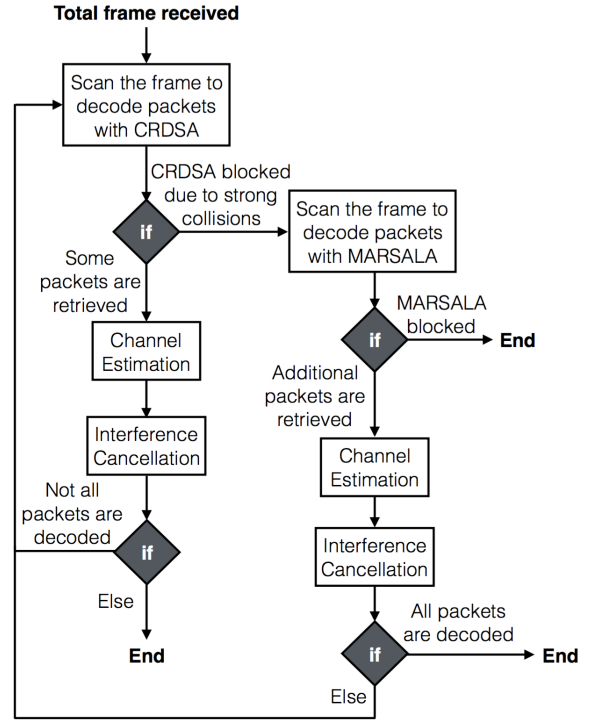 Total frame received
Scan the frame to
decode packets
with CRDSA
CRDSA blocked
due to strong
collisions
if
Some
packets are
retrieved
Channel
Estimation
Interference
Cancellation
Not all
packets are
decoded
if
Else
End
Scan the frame to
decode packets
with MARSALA
if
MARSALA
blocked
End
Additional
packets are
retrieved
Channel
Estimation
Interference
Cancellation
if
All packets
are decoded
End
Else